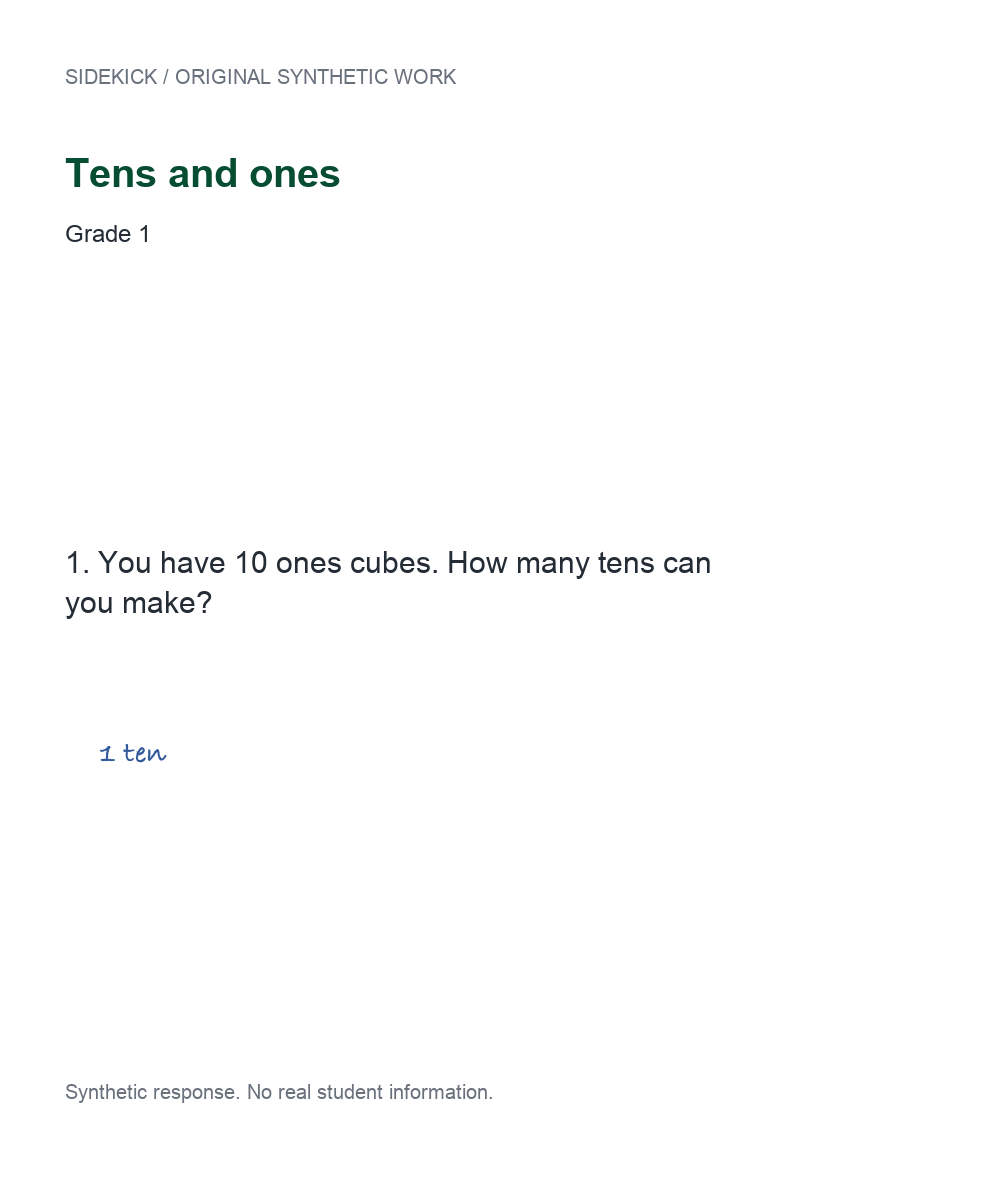 SIDEKICK / ORIGINAL SYNTHETIC WORK
Tens and ones
Grade 1
1. You have 10 ones cubes. How many tens can
you make?
1 ten
Synthetic response. No real student information.